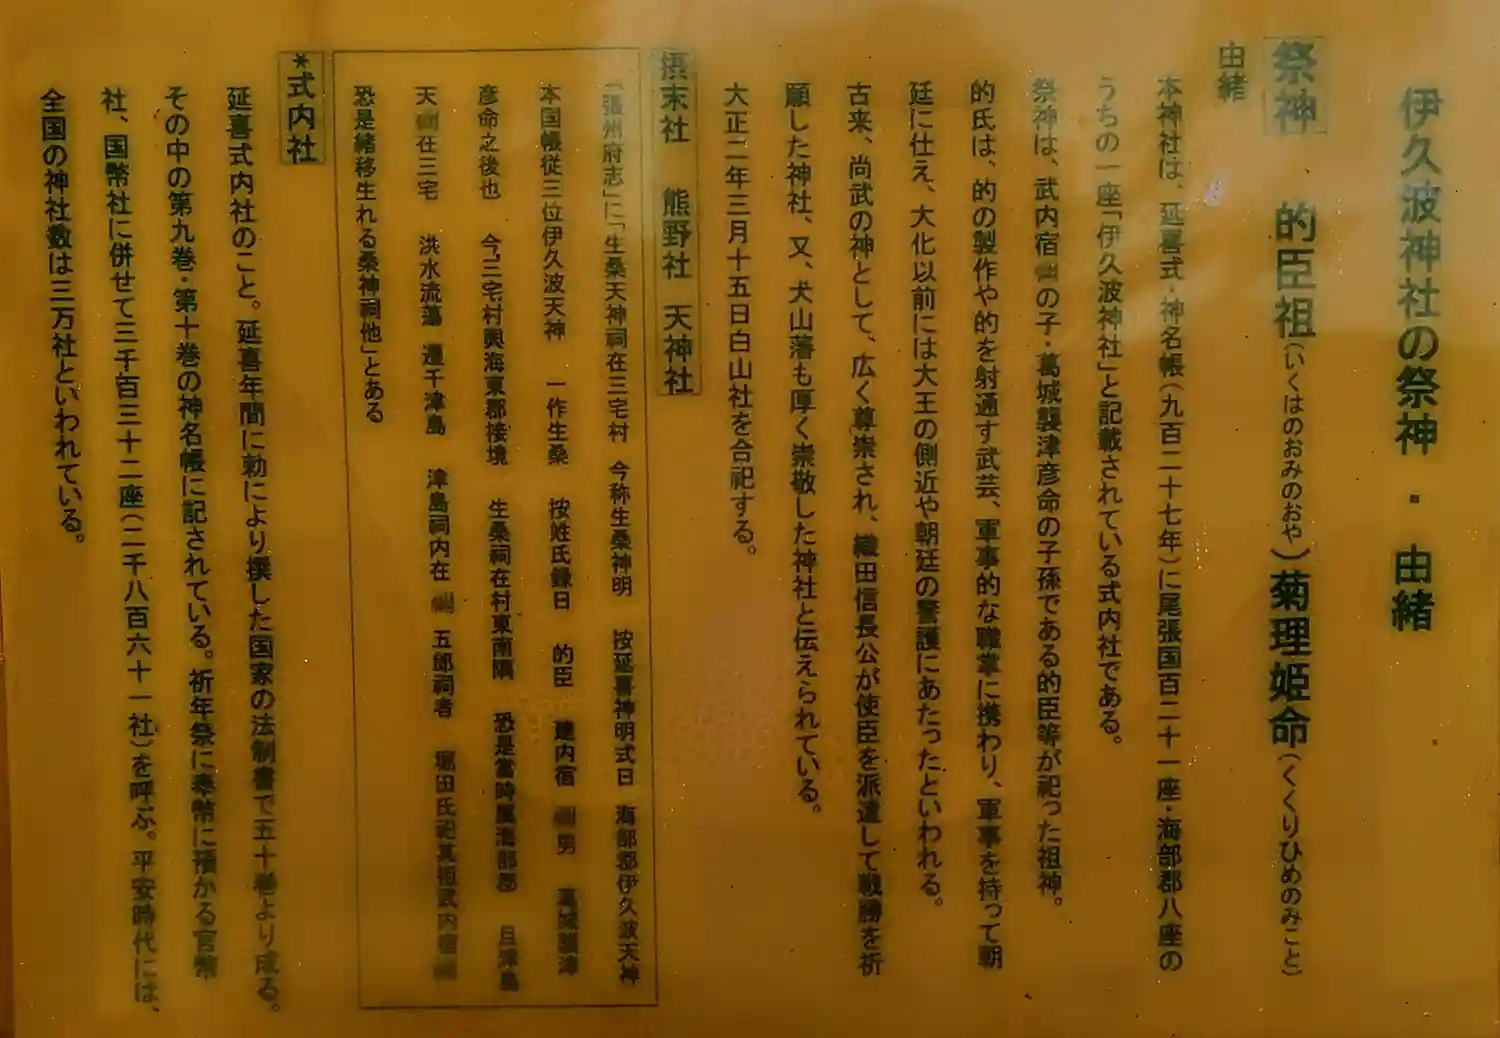 伊久波神社の祭神・由緒
祭神 的臣祖(いくはのおみのおや)菊理姫命(くくりひめのみこと)
由緒
本神社は、延喜式・神名帳(九百二十七年)に尾張国百二十一座・海部郡八座の
うちの一座「伊久波神社」と記載されている式内社である。
祭神は、武内宿の子・葛城襲津彦命の子孫である的臣等が祀った祖神。
的氏は、的の製作や的を射通す武芸、軍事的な職掌に携わり、軍事を持って朝
廷に仕え、大化以前には大王の側近や朝廷の警護にあたったといわれる。
古来、尚武の神として、広く尊崇され、織田信長公が使臣を派遣して戦勝を祈
願した神社、又、犬山藩も厚く崇敬した神社と伝えられている。
大正二年三月十五日白山社を合祀する。
摂末社 熊野社 天神社
「張州府志」に「生桑天神祠在三宅村 今称生桑神明 按延喜神明式日 海部郡伊久波天神
本国帳従三位伊久波天神 一作生桑 按姓氏録日 的臣 建内宿 男 葛城襲津
彦命之後也 今三宅村與海東郡接境 生桑祠在村東南隅 恐是當時属海部郡 且津島
天 在三宅 洪水流蕩 遷千津島 津島祠内在 五郎祠者 堀田氏祀其祖武内宿
恐是緒移生れる桑神祠他」とある
*式内社
延喜式内社のこと。延喜年間に勅により撰した国家の法制書で五十巻より成る。
その中の第九巻・第十巻の神名帳に記されている。祈年祭に奉幣に預かる官幣
社、国幣社に併せて三千百三十二座(二千八百六十一社)を呼ぶ。平安時代には、
全国の神社数は三万社といわれている。